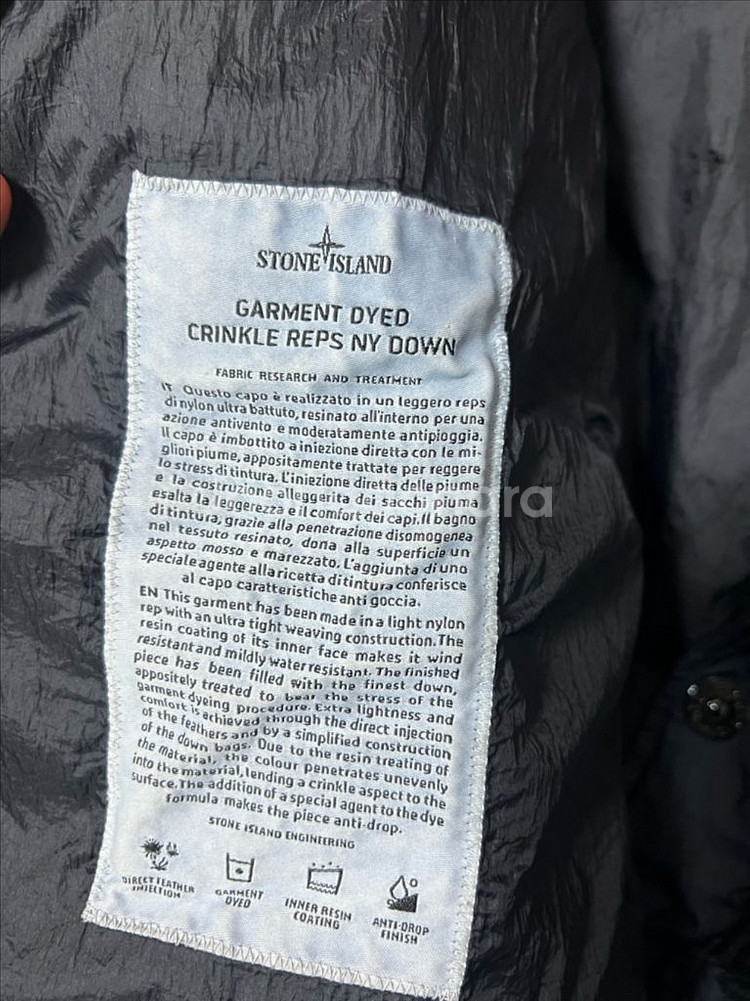 STONE ISLAND
GARMENT DYED
CRINKLE REPS NY DOWN
FABRIC RESEARCH AND TREATMENT
IT Questo capo è realizzato in un leggero reps
di nylon ultra battuto, resinato all'interno per una
azione antivento e moderatamente antipioggia.
Il capo è imbottito a iniezione diretta con le mi-
gliori piume, appositamente trattate per reggere
lo stress di tintura. L'iniezione diretta delle piume
e la costruzione alleggerita dei sacchi piuma
esalta la leggerezza e il comfort dei capi. Il bagno
di tintura, grazie alla penetrazione disomogenea
nel tessuto resinato, dona alla superficie un
aspetto mosso e marezzato. L'aggiunta di uno
speciale agente alla ricetta di tintura conferisce
al capo caratteristiche anti goccia.
EN This garment has been made in a light nylon
rep with an ultra tight weaving construction. The
resin coating of its inner face makes it wind
resistant and mildly water resistant. The finished
piece has been filled with the finest down,
appositely treated to bear the stress of the
garment dyeing procedure. Extra lightness and
comfort is achieved through the direct injection
of the feathers and by a simplified construction
of the down bags. Due to the resin treating of
the material, the colour penetrates unevenly
into the material, lending a crinkle aspect to the
surface. The addition of a special agent to the dye
formula makes the piece anti-drop.
STONE ISLAND ENGINEERING
DIRECT FEATHER
INJECTION
GARMENT
DYED
INNER RESIN
COATING
ANTI-DROP
FINISH